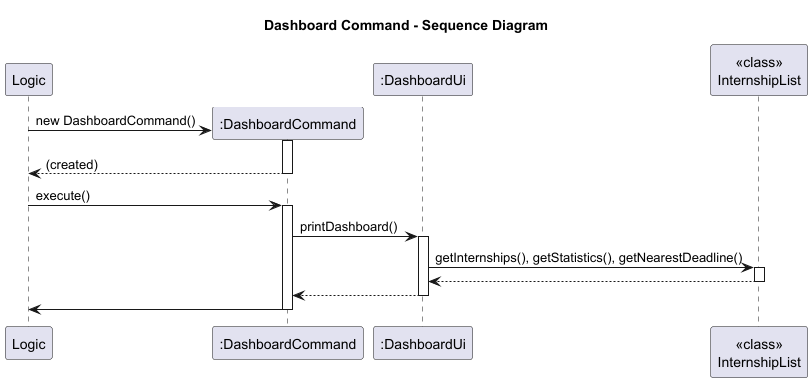 Dashboard Command - Sequence Diagram
Logic
:DashboardUi
«class»
InternshipList
new DashboardCommand()
:DashboardCommand
(created)
execute()
printDashboard()
getInternships(), getStatistics(), getNearestDeadline()
Logic
:DashboardCommand
:DashboardUi
«class»
InternshipList